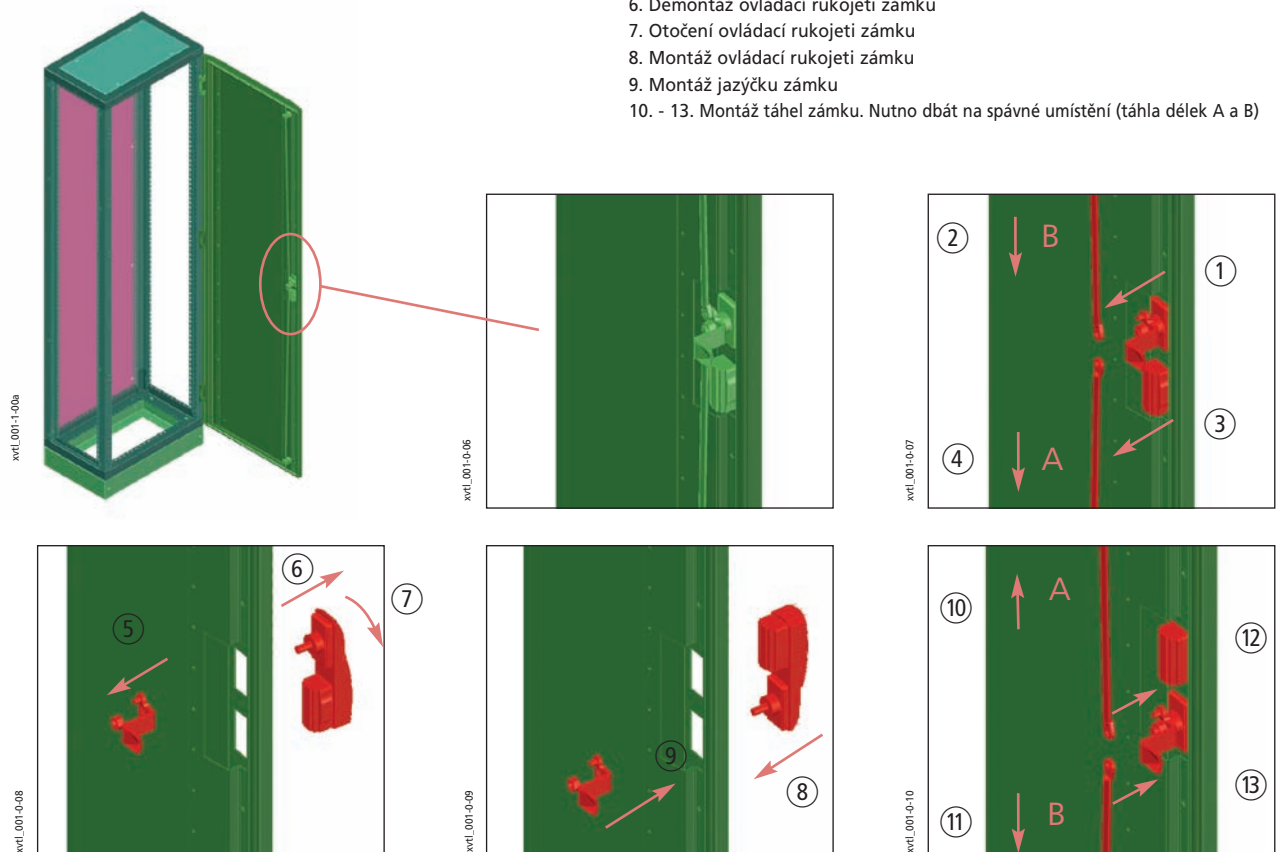 6. Demontáž ovládací rukojeti zámku
7. Otočení ovládací rukojeti zámku
8. Montáž ovládací rukojeti zámku
9. Montáž jazýčku zámku
10. - 13. Montáž táhel zámku. Nutno dbát na spávné umístění (táhla délek A a B)
xvtl_001-1-00a
xvtl_001-0-06
2
B
1
4
A
3
xvtl_001-0-07
5
6
7
xvtl_001-0-08
9
8
xvtl_001-0-09
10
A
12
11
B
13
xvtl_001-0-10